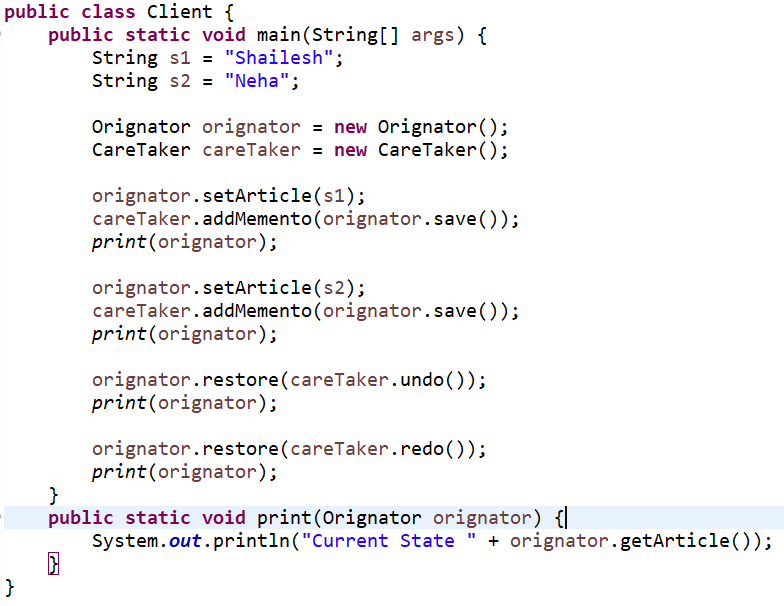 public class Client {
    public static void main(String[] args) {
        String s1 = "Shailesh";
        String s2 = "Neha";

        Orignator orignator = new Orignator();
        CareTaker careTaker = new CareTaker();

        orignator.setArticle(s1);
        careTaker.addMemento(orignator.save());
        print(orignator);

        orignator.setArticle(s2);
        careTaker.addMemento(orignator.save());
        print(orignator);

        orignator.restore(careTaker.undo());
        print(orignator);

        orignator.restore(careTaker.redo());
        print(orignator);
    }
    public static void print(Orignator orignator) {
        System.out.println("Current State " + orignator.getArticle());
    }
}